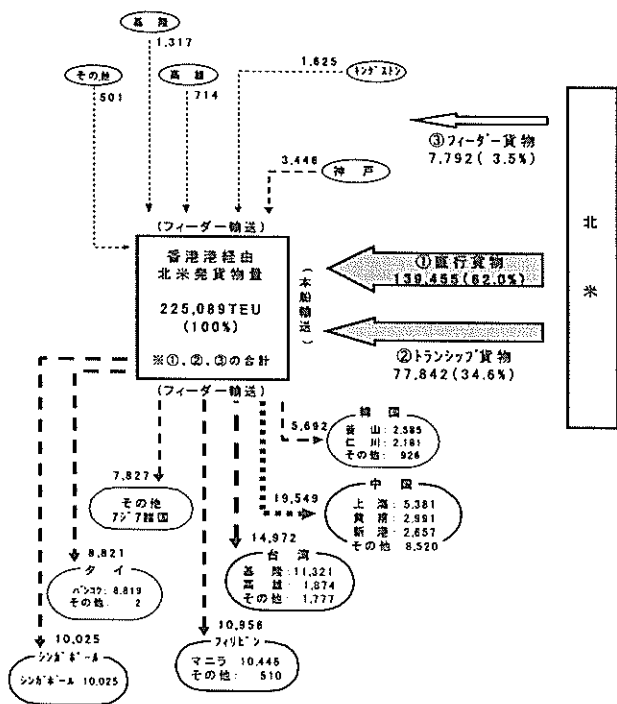 基 隆
1,317
その他
501
高 雄
714
1,625
キングストン
3,446
神 戸
③フィーダー貨物
7,792( 3.5%)
北 米
(フィーダー輸送)
香港港経由
北米発貨物量
225,089TEU
(100%)
※①、②、③の合計
(本船輸送)
①直行貨物
139,455(62.0%)
②トランシップ貨物
77,842(34.6%)
(フィーダー輸送)
5,692
韓 国
釜 山: 2,585
仁 川: 2,181
その他: 926
7,827
その他
アジア諸国
19,549
中 国
上 海: 5,381
黄 埔: 2,991
新 港: 2,657
その他 8,520
14,972
台 湾
基 隆:11,321
高 雄: 1,874
その他: 1,777
8,821
タ イ
バンコク: 8,819
その他: 2
10,956
フィリピン
マニラ 10,446
その他: 510
10,025
シンガポール
シンガポール 10,025